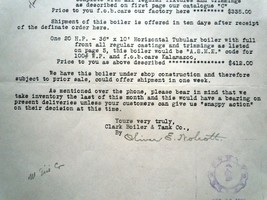 as described on first page our catalogue "C"
Price to you f.o.b.cars our factory here ****** $385.00
Shipment of this boiler is offered in ten days after receipt
of the definate order here.
One 20 H.P. - 36" x 10' Horizontal Tubular boiler with full
front all regular castings and trimmings as listed
on page 5, this boiler would be "A.S.M.E" code for
100# W.P. and f.o.b.cars Kalamazoo,
Price to you as above described ********** $419.00
We have this boiler under shop construction and therefore
subject to prior sale, could offer shipment in one week.
As mentioned over the phone, please bear in mind that we
take inventory the last of this month and this would have a bearing on
present deliveries unless your customers can give us "snappy action" on
their decision at this time.
Yours very truly,
Clark Boiler & Tank Co.,
By